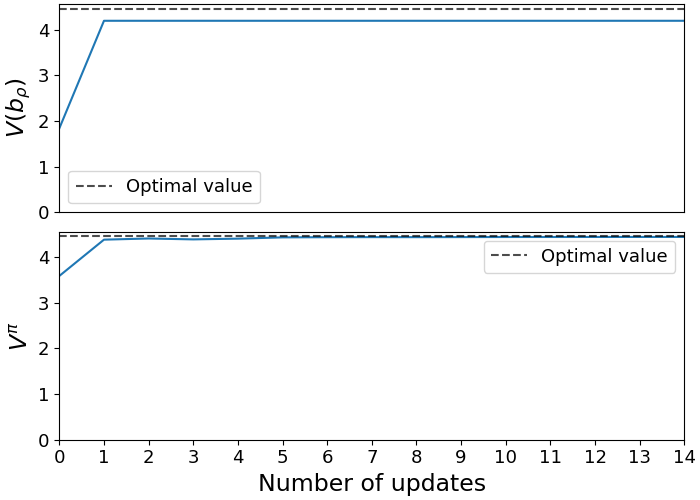 4
3
2
1
0
V(b_ρ)
Optimal value
4
3
2
1
0
V^π
Optimal value
0 1 2 3 4 5 6 7 8 9 10 11 12 13 14
Number of updates